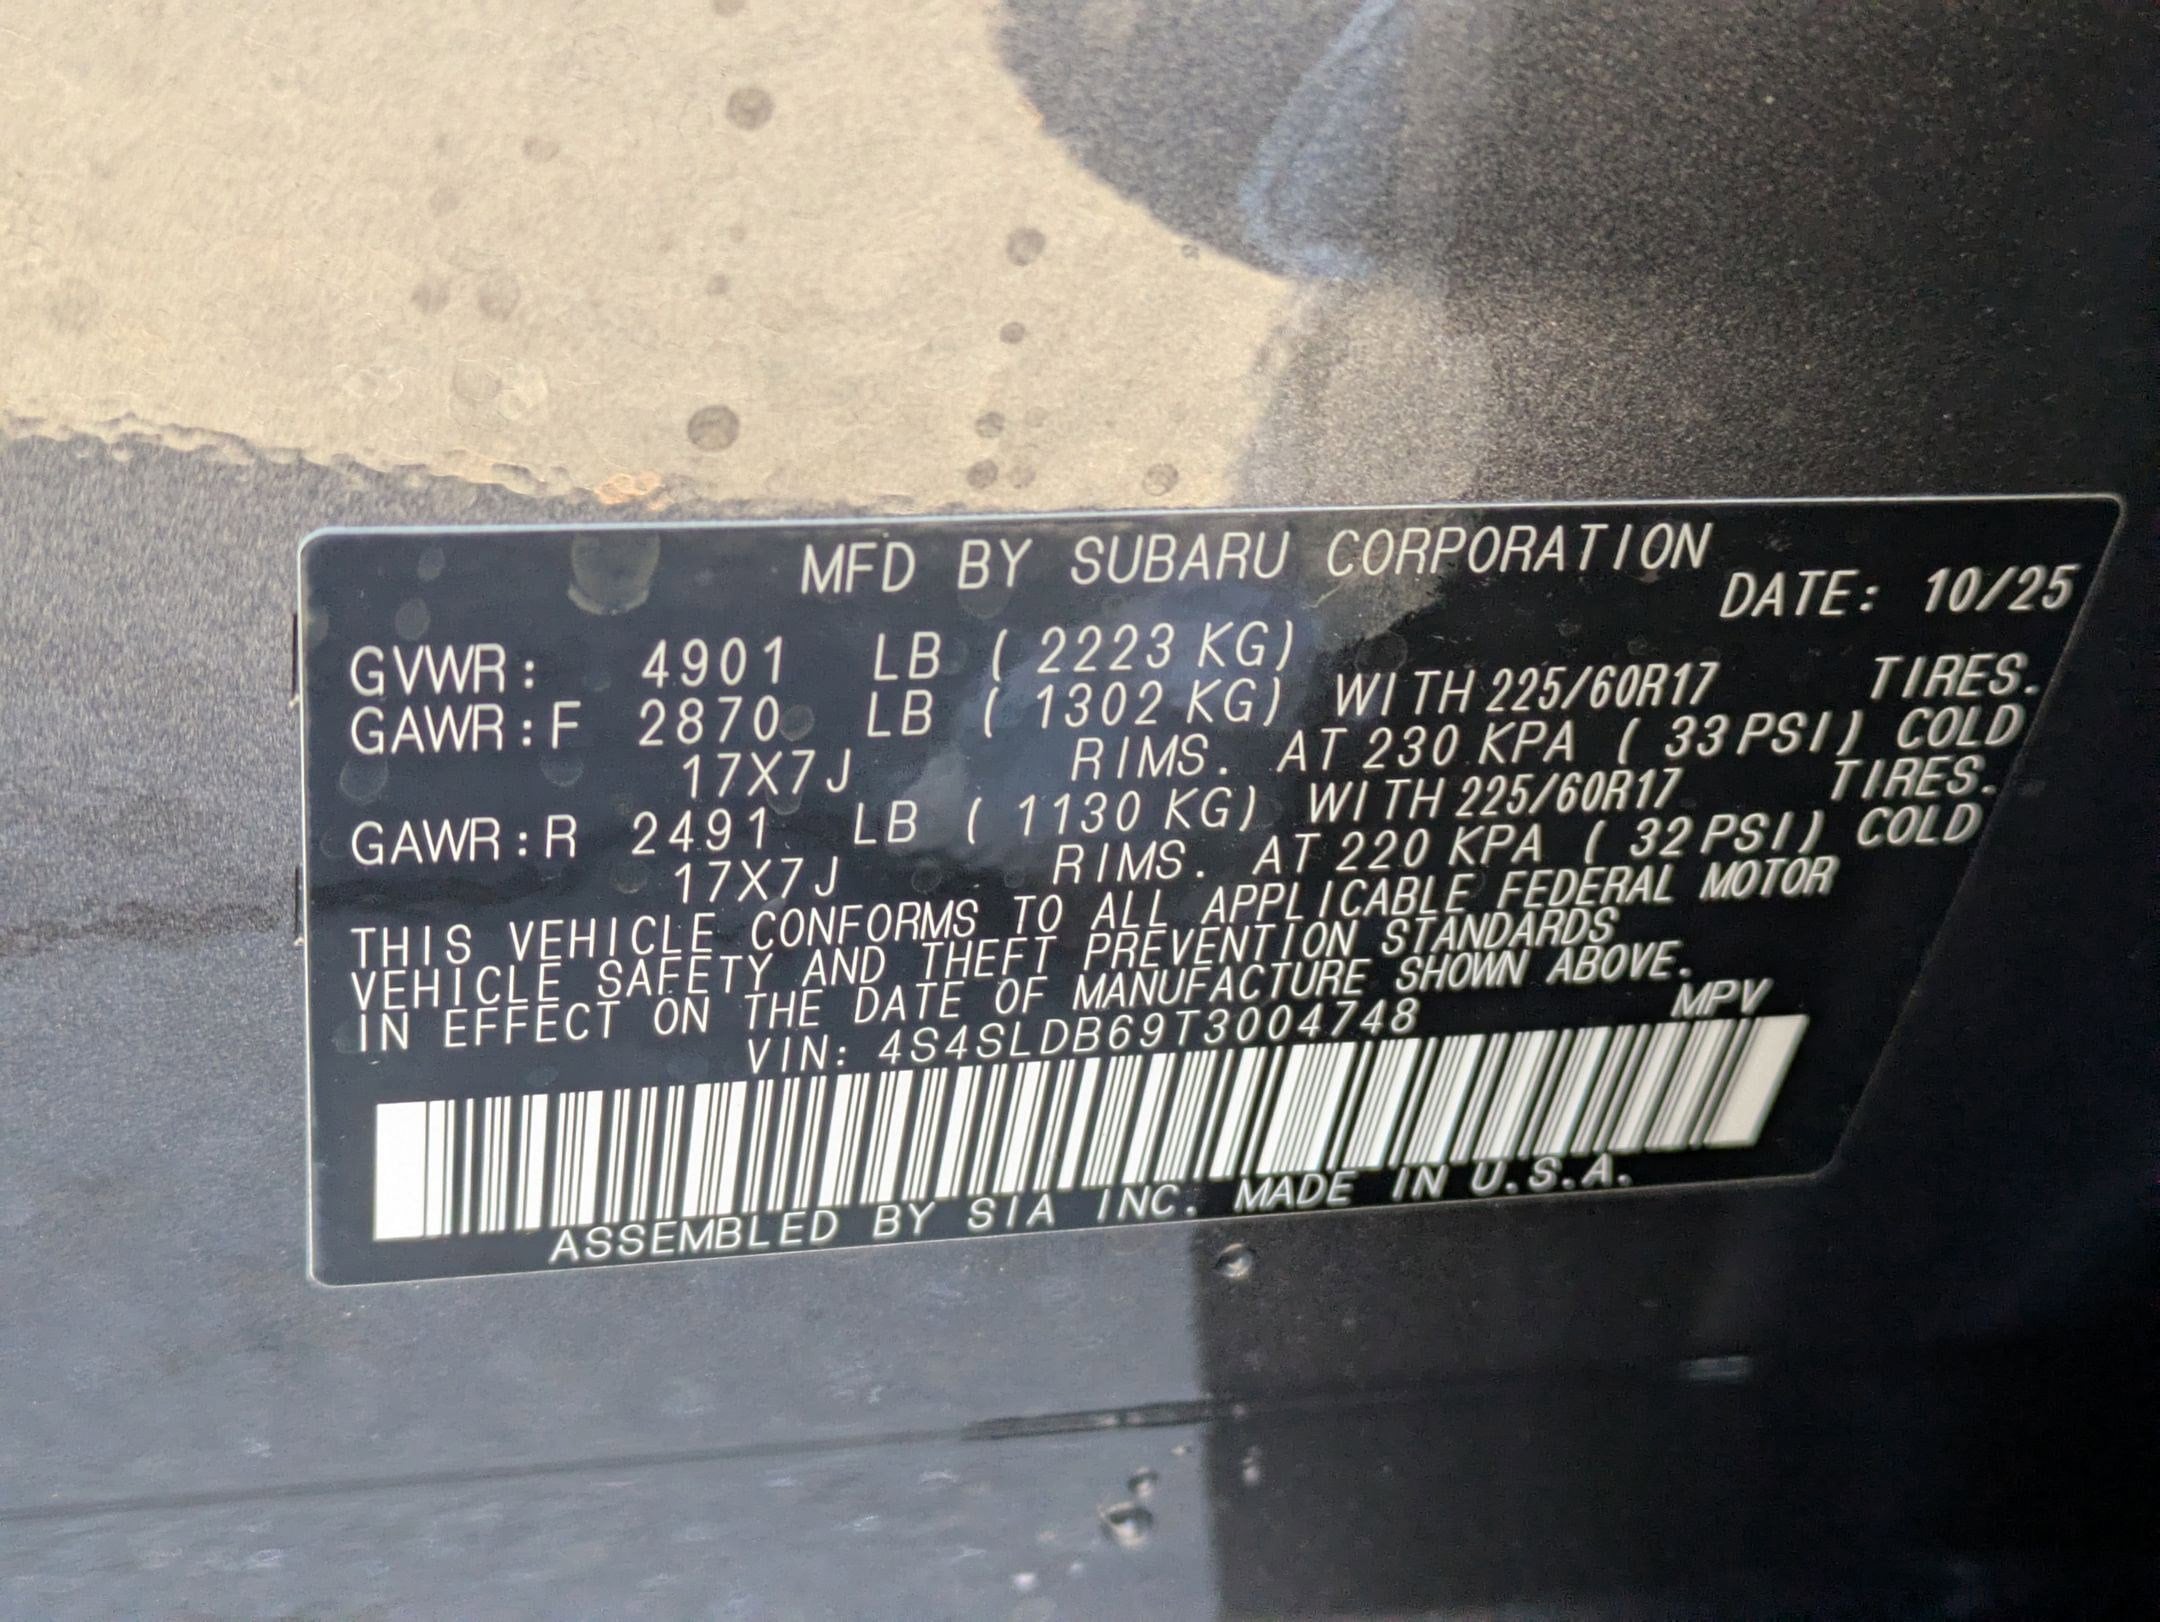 MFD BY SUBARU CORPORATION
DATE: 10/25
GVWR: 4901 LB ( 2223 KG)
GAWR:F 2870 LB ( 1302 KG) WITH 225/60R17 TIRES.
17X7J RIMS. AT 230 KPA ( 33 PSI) COLD
GAWR:R 2491 LB ( 1130 KG) WITH 225/60R17 TIRES.
17X7J RIMS. AT 220 KPA ( 32 PSI) COLD
THIS VEHICLE CONFORMS TO ALL APPLICABLE FEDERAL MOTOR
VEHICLE SAFETY AND THEFT PREVENTION STANDARDS
IN EFFECT ON THE DATE OF MANUFACTURE SHOWN ABOVE.
VIN: 4S4SLDB69T3004748 MPV
ASSEMBLED BY SIA INC. MADE IN U.S.A.